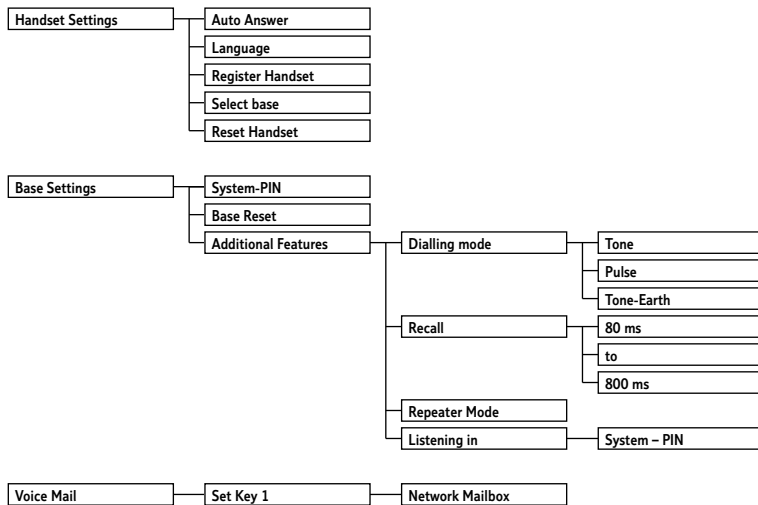 Handset Settings Auto Answer
Language
Register Handset
Select base
Reset Handset
Base Settings System-PIN
Base Reset
Additional Features Dialling mode Tone
Pulse
Tone-Earth
Recall 80 ms
to
800 ms
Repeater Mode
Listening in System – PIN
Voice Mail Set Key 1 Network Mailbox